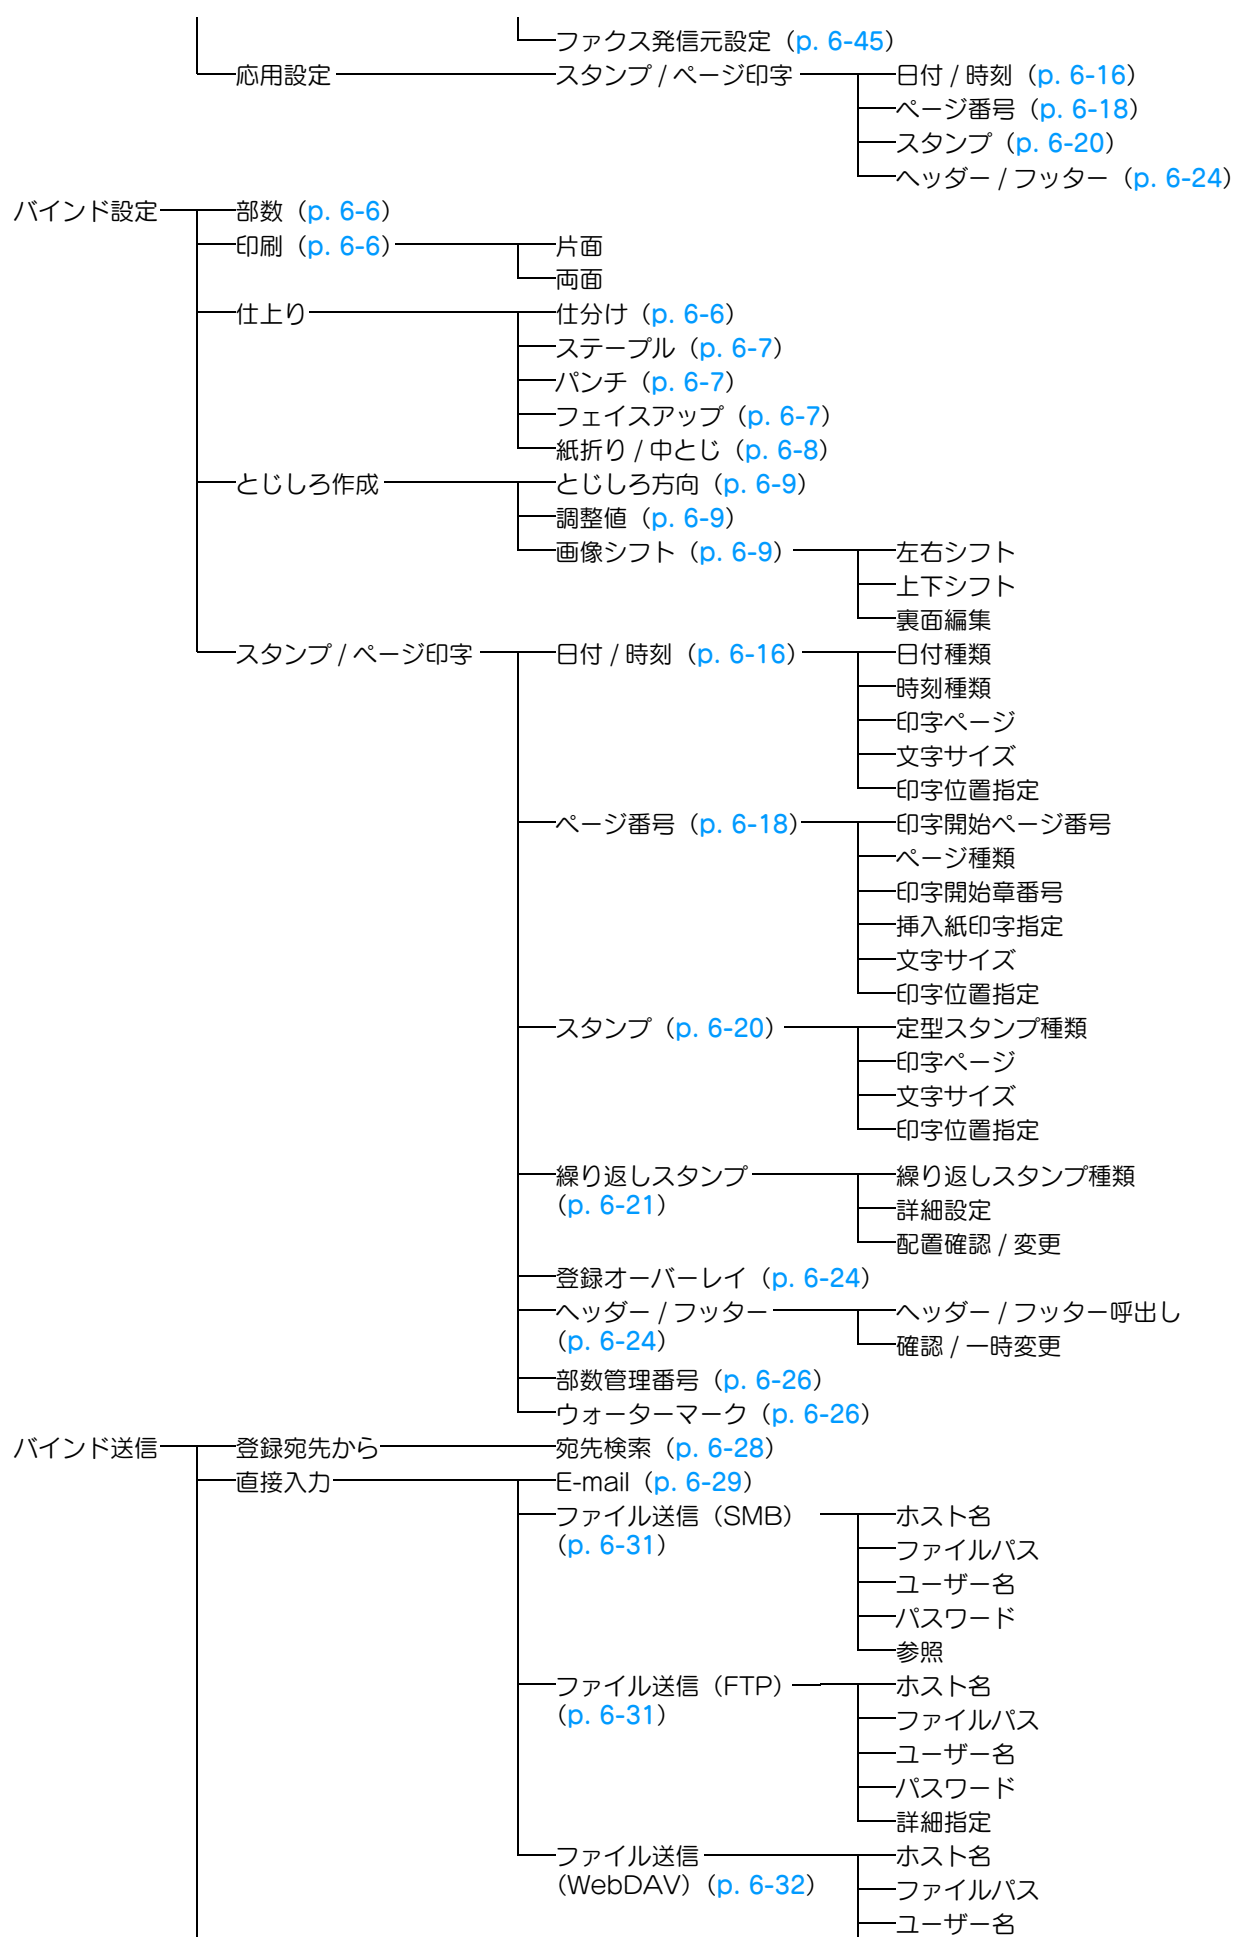 ファクス発信元設定（p. 6-45）
応用設定 スタンプ / ページ印字 日付 / 時刻（p. 6-16）
ページ番号（p. 6-18）
スタンプ（p. 6-20）
ヘッダー / フッター（p. 6-24）
バインド設定 部数（p. 6-6）
印刷（p. 6-6） 片面
両面
仕上り 仕分け（p. 6-6）
ステープル（p. 6-7）
パンチ（p. 6-7）
フェイスアップ（p. 6-7）
紙折り / 中とじ（p. 6-8）
とじしろ作成 とじしろ方向（p. 6-9）
調整値（p. 6-9）
画像シフト（p. 6-9） 左右シフト
上下シフト
裏面編集
スタンプ / ページ印字 日付 / 時刻（p. 6-16） 日付種類
時刻種類
印字ページ
文字サイズ
印字位置指定
ページ番号（p. 6-18） 印字開始ページ番号
ページ種類
印字開始章番号
挿入紙印字指定
文字サイズ
印字位置指定
スタンプ（p. 6-20） 定型スタンプ種類
印字ページ
文字サイズ
印字位置指定
繰り返しスタンプ 繰り返しスタンプ種類
（p. 6-21） 詳細設定
配置確認 / 変更
登録オーバーレイ（p. 6-24）
ヘッダー / フッター ヘッダー / フッター呼出し
（p. 6-24） 確認 / 一時変更
部数管理番号（p. 6-26）
ウォーターマーク（p. 6-26）
バインド送信 登録宛先から 宛先検索（p. 6-28）
直接入力 E-mail（p. 6-29）
ファイル送信（SMB） ホスト名
（p. 6-31） ファイルパス
ユーザー名
パスワード
参照
ファイル送信（FTP） ホスト名
（p. 6-31） ファイルパス
ユーザー名
パスワード
詳細指定
ファイル送信 ホスト名
（WebDAV）（p. 6-32） ファイルパス
ユーザー名